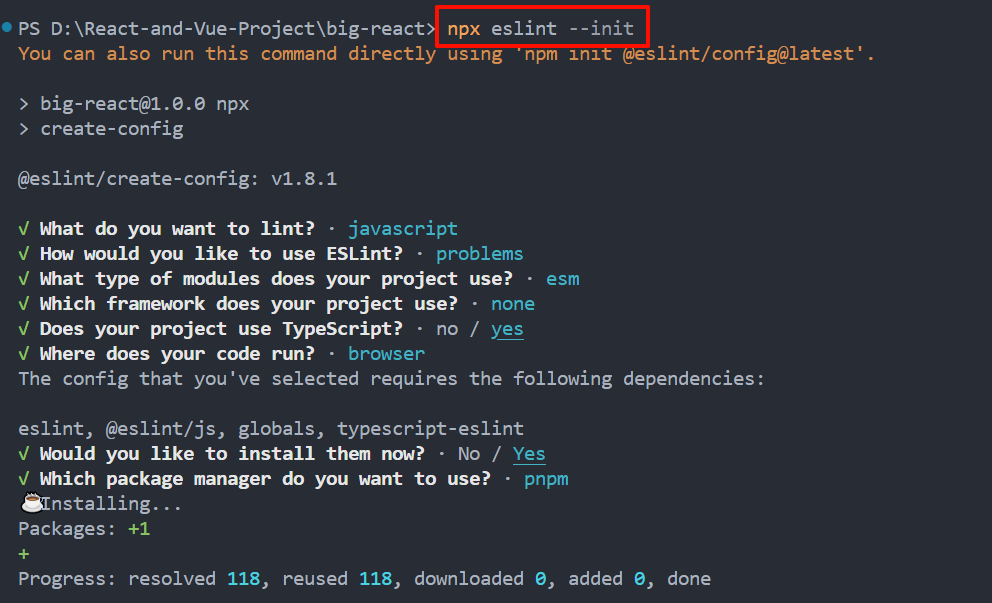 PS D:\React-and-Vue-Project\big-react> npx eslint --init
You can also run this command directly using 'npm init @eslint/config@latest'.
> big-react@1.0.0 npx
> create-config
@eslint/create-config: v1.8.1
√ What do you want to lint? · javascript
√ How would you like to use ESLint? · problems
√ What type of modules does your project use? · esm
√ Which framework does your project use? · none
√ Does your project use TypeScript? · no / yes
√ Where does your code run? · browser
The config that you've selected requires the following dependencies:
eslint, @eslint/js, globals, typescript-eslint
√ Would you like to install them now? · No / Yes
√ Which package manager do you want to use? · pnpm
☕Installing...
Packages: +1
+
Progress: resolved 118, reused 118, downloaded 0, added 0, done